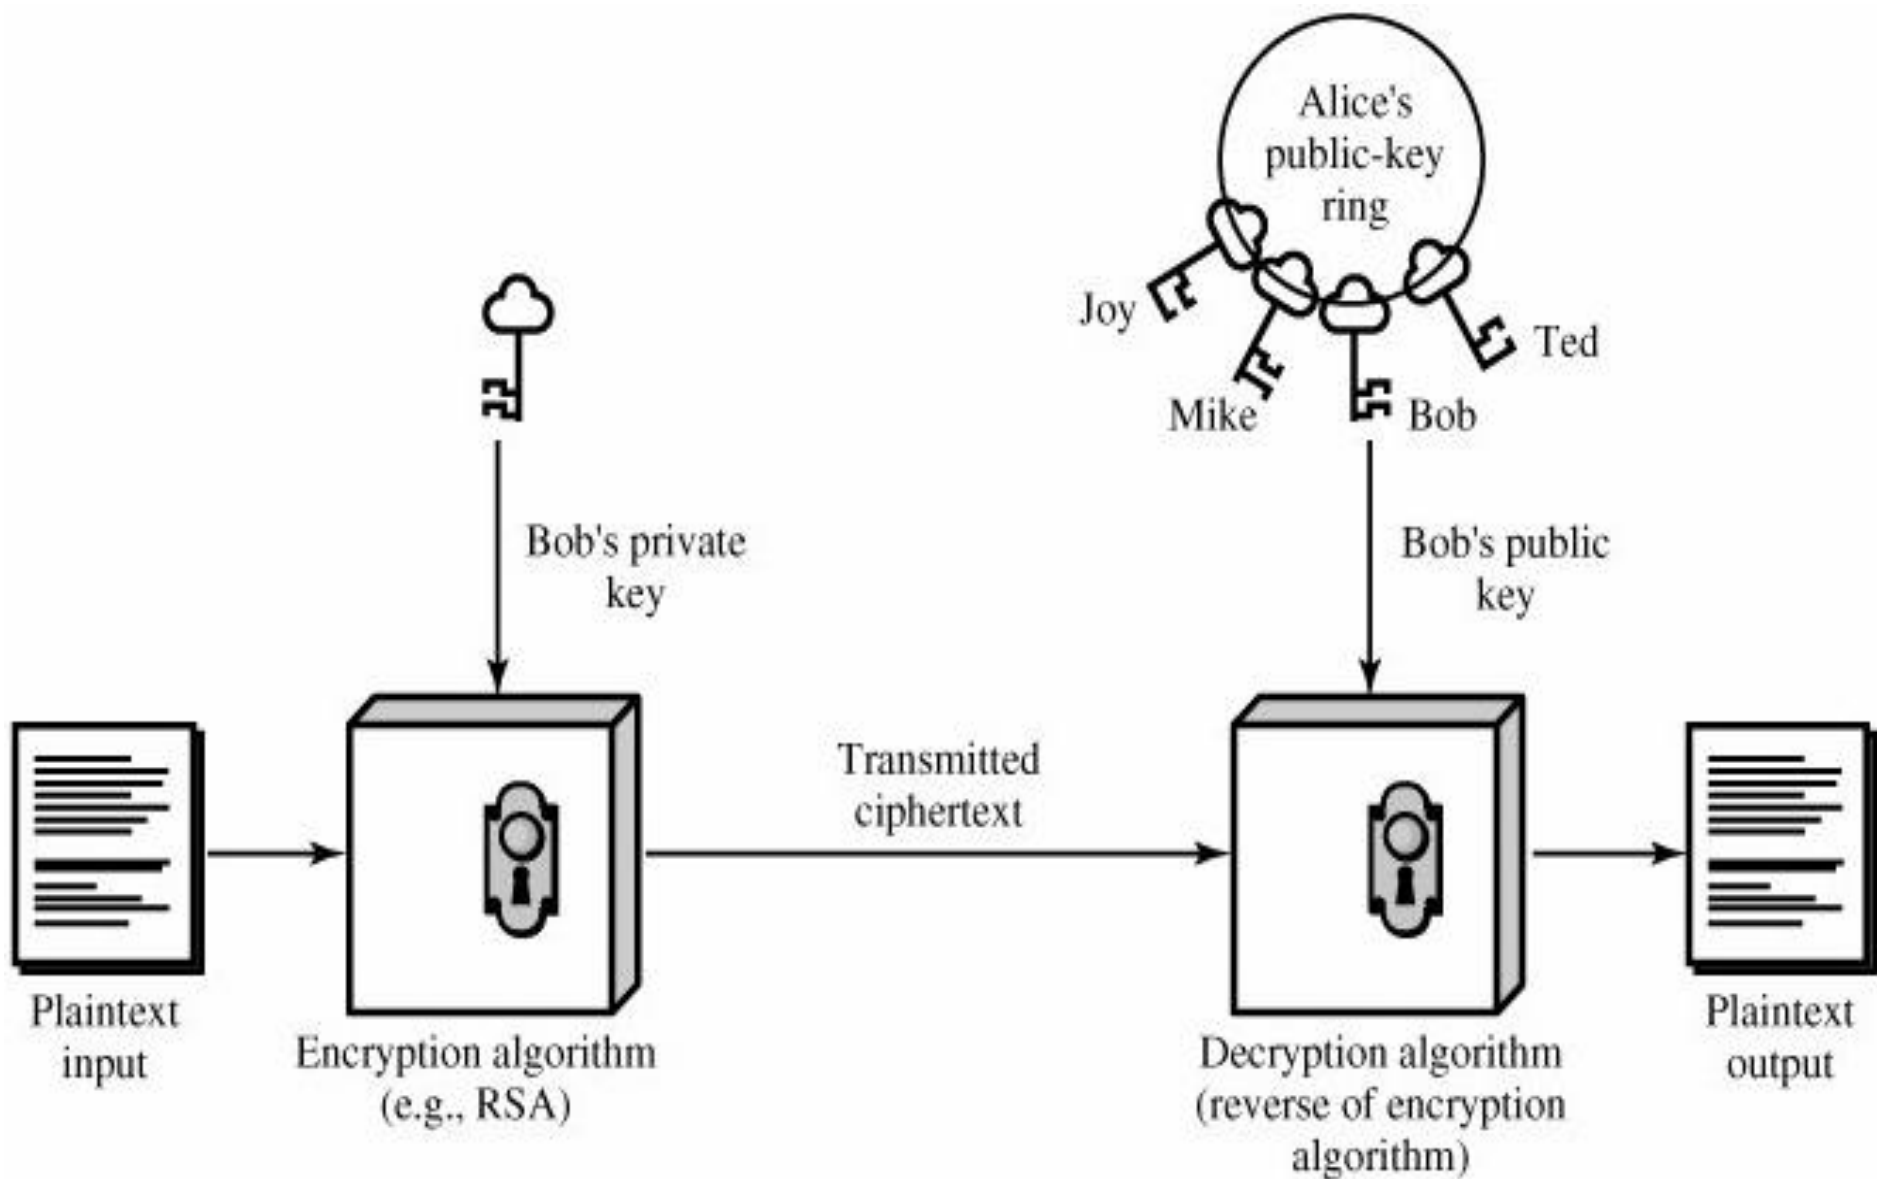 Alice's
public-key
ring
Joy
Mike
Bob
Ted
Bob's private
key
Bob's public
key
Transmitted
ciphertext
Plaintext
input
Encryption algorithm
(e.g., RSA)
Decryption algorithm
(reverse of encryption
algorithm)
Plaintext
output